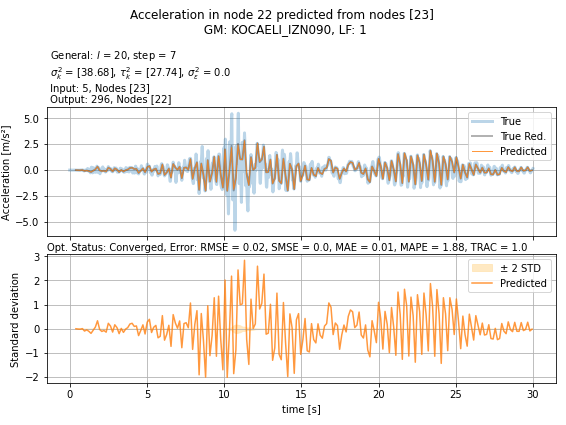 Acceleration in node 22 predicted from nodes [23]
GM: KOCAELI_IZN090, LF: 1
General: l = 20, step = 7
σ²ₖ = [38.68], τ²ₖ = [27.74], σ²ε = 0.0
Input: 5, Nodes [23]
Output: 296, Nodes [22]
Acceleration [m/s²]
5.0
2.5
0.0
−2.5
−5.0
True
True Red.
Predicted
Opt. Status: Converged, Error: RMSE = 0.02, SMSE = 0.0, MAE = 0.01, MAPE = 1.88, TRAC = 1.0
Standard deviation
3
2
1
0
−1
−2
± 2 STD
Predicted
0 5 10 15 20 25 30
time [s]